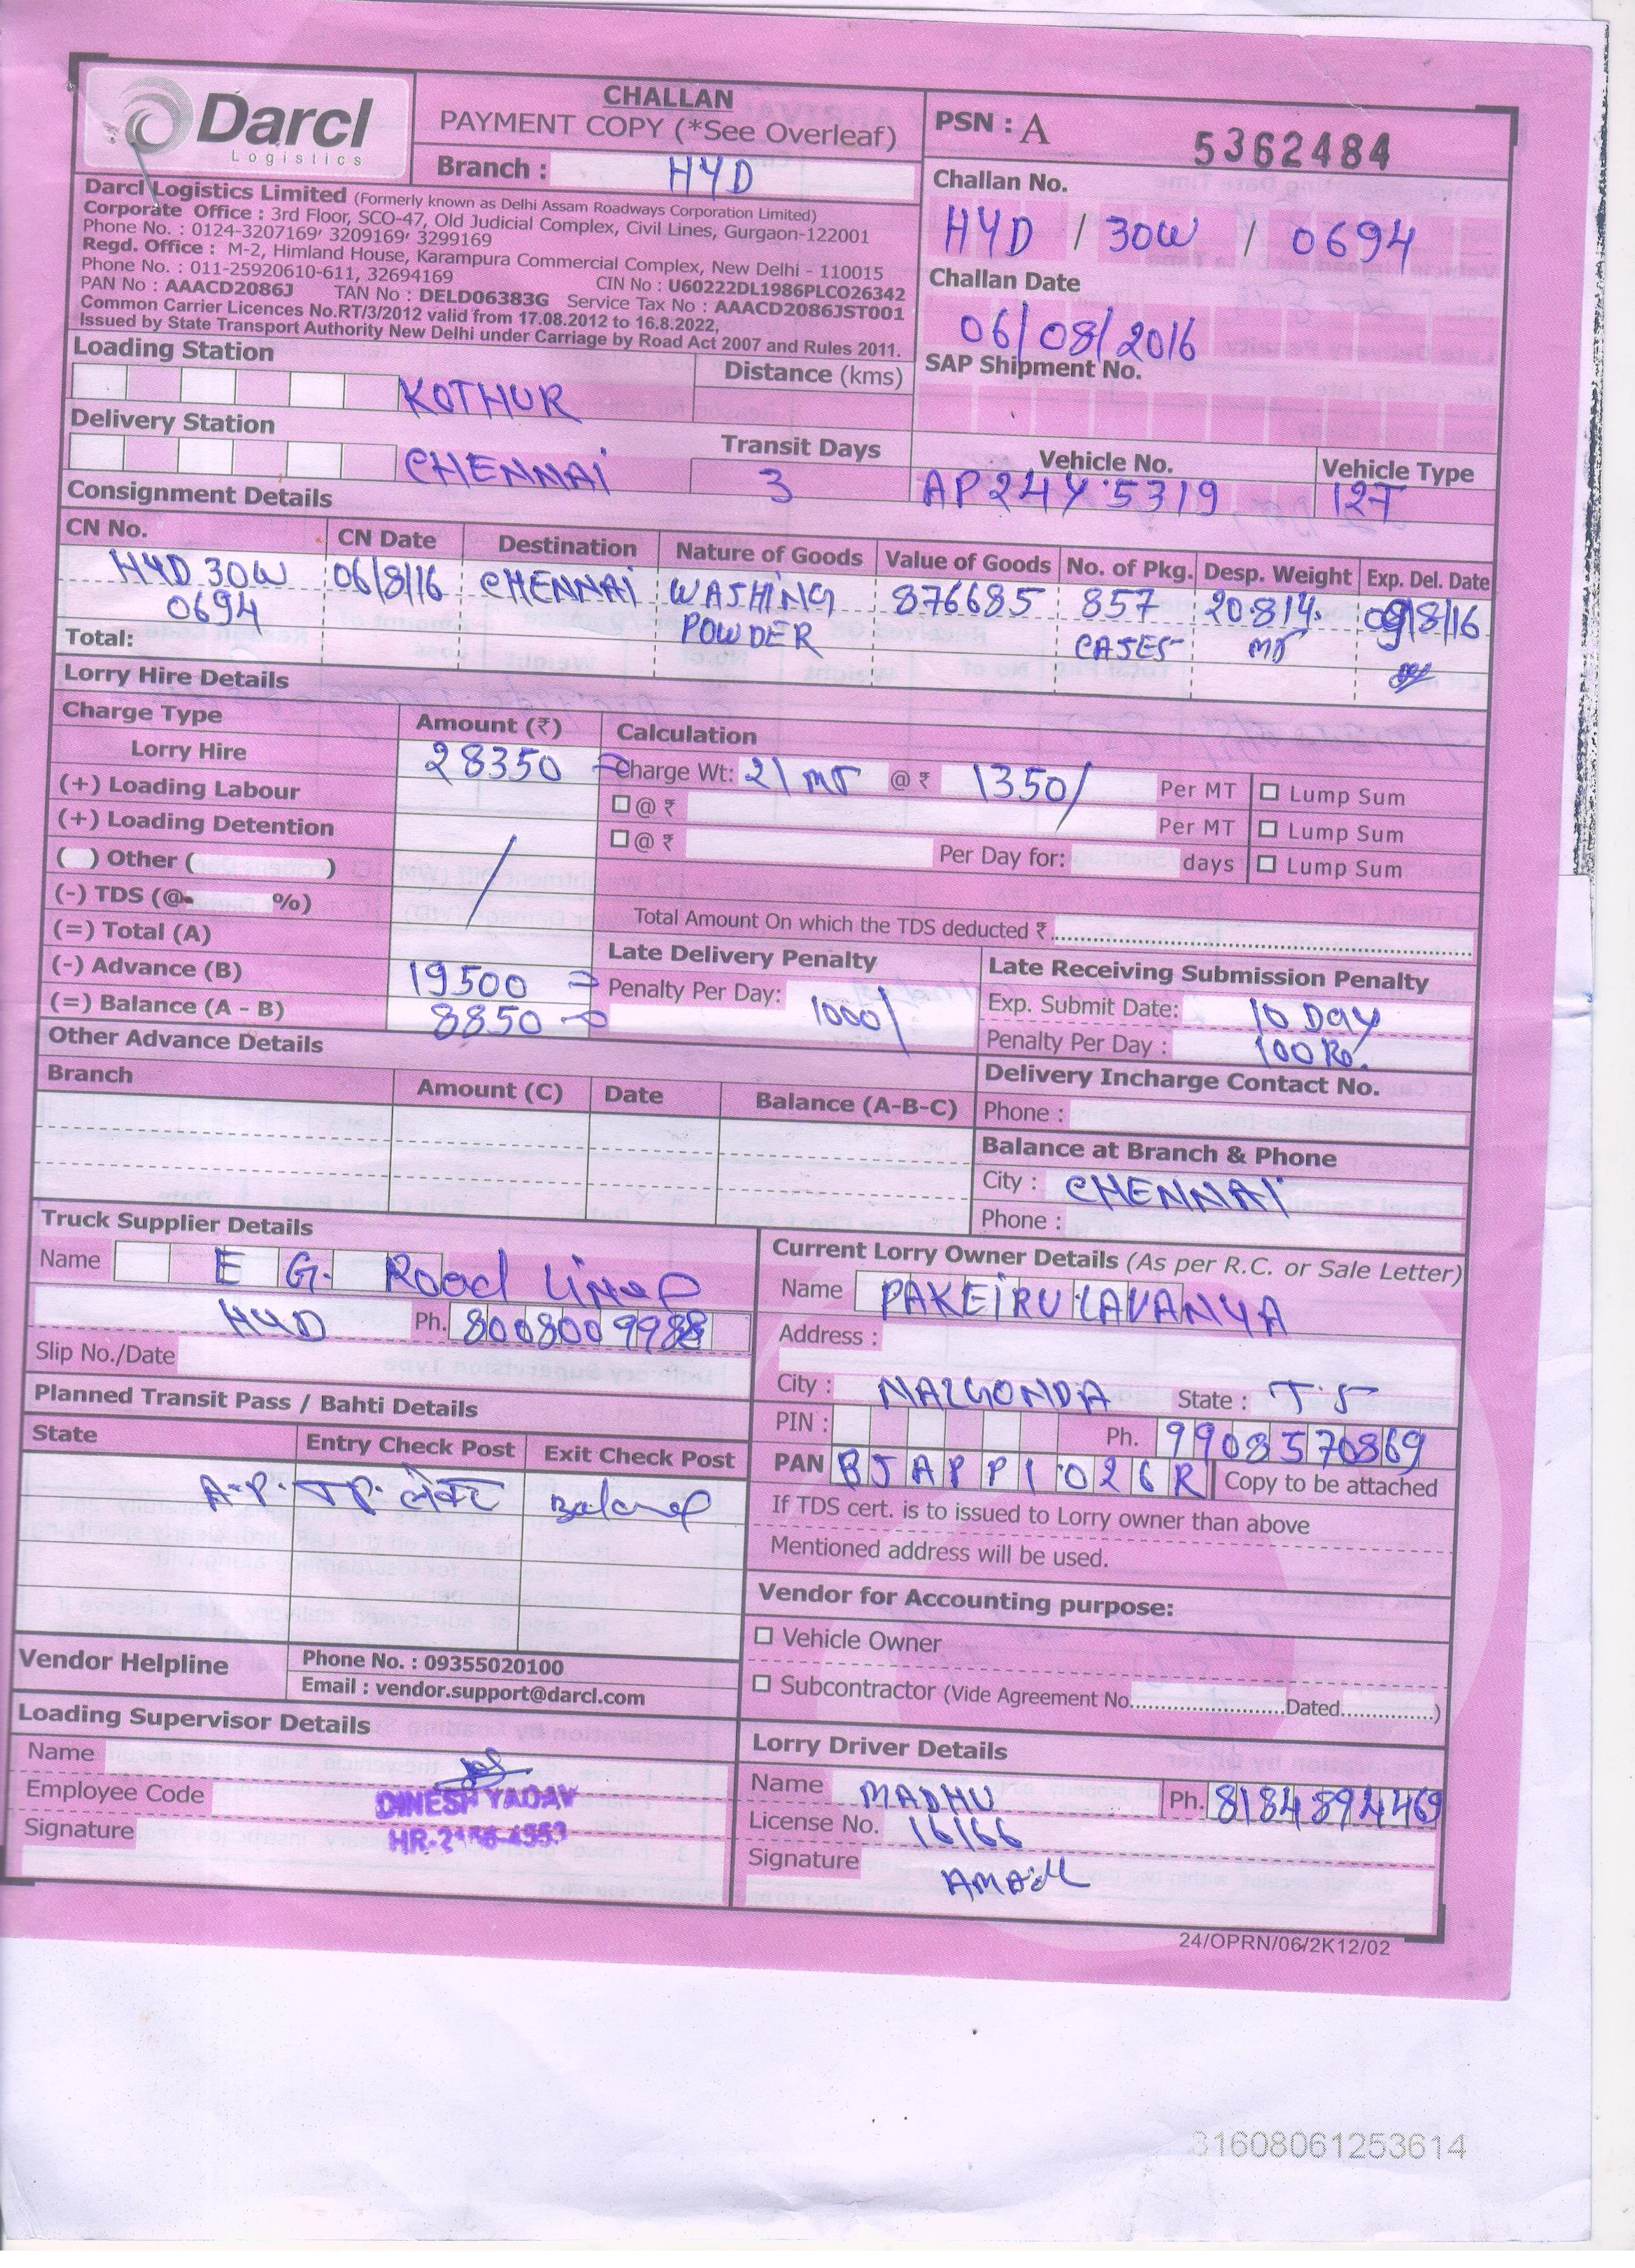 Darcl
Logistics
CHALLAN
PAYMENT COPY (*See Overleaf)
Branch : HYD
PSN : A 5362484
Darcl Logistics Limited (Formerly known as Delhi Assam Roadways Corporation Limited)
Corporate Office : 3rd Floor, SCO-47, Old Judicial Complex, Civil Lines, Gurgaon-122001
Phone No. : 0124-3207169, 3209169, 3299169
Regd. Office : M-2, Himland House, Karampura Commercial Complex, New Delhi - 110015
Phone No. : 011-25920610-611, 32694169 CIN No : U60222DL1986PLCO26342
PAN No : AAACD2086J TAN No : DELD06383G Service Tax No : AAACD2086JST001
Common Carrier Licences No.RT/3/2012 valid from 17.08.2012 to 16.8.2022,
Issued by State Transport Authority New Delhi under Carriage by Road Act 2007 and Rules 2011.
Challan No.
HYD / 30W / 0694
Challan Date
06/08/2016
SAP Shipment No.
Loading Station KOTHUR
Distance (kms)
Delivery Station CHENNAi
Transit Days 3
Vehicle No. AP24Y 5319
Vehicle Type 12T
Consignment Details
CN No. CN Date Destination Nature of Goods Value of Goods No. of Pkg. Desp. Weight Exp. Del. Date
HYD 30W 06/8/16 CHENNAi WASHING 876685 857 20.814. 09/8/16
0694 POWDER CASES MT
Total:
Lorry Hire Details
Charge Type Amount (₹) Calculation
Lorry Hire 28350 Charge Wt: 21 MT @ ₹ 1350/ Per MT Lump Sum
(+) Loading Labour @ ₹ Per MT Lump Sum
(+) Loading Detention @ ₹ Per Day for: days Lump Sum
( ) Other ( )
(-) TDS (@ %) Total Amount On which the TDS deducted ₹
(=) Total (A)
(-) Advance (B) 19500
(=) Balance (A - B) 8850
Late Delivery Penalty
Penalty Per Day: 1000/
Late Receiving Submission Penalty
Exp. Submit Date: 10 Day
Penalty Per Day : 100 Rs.
Other Advance Details
Branch Amount (C) Date Balance (A-B-C)
Delivery Incharge Contact No.
Phone :
Balance at Branch & Phone
City : CHENNAi
Phone :
Truck Supplier Details
Name E G. Road Lines
HYD Ph.
Slip No./Date
Current Lorry Owner Details (As per R.C. or Sale Letter)
Name PAKEiRU LAVANYA
Address :
City : NALGONDA State : T.S
PIN : Ph. 9908570869
PAN BJAPP1026R Copy to be attached
If TDS cert. is to issued to Lorry owner than above
Mentioned address will be used.
Planned Transit Pass / Bahti Details
State Entry Check Post Exit Check Post
A.P. TP.
Vendor for Accounting purpose:
Vehicle Owner
Subcontractor (Vide Agreement No. Dated )
Vendor Helpline
Phone No. : 09355020100
Email : vendor.support@darcl.com
Loading Supervisor Details
Name
Employee Code
Signature
DINESH YADAV
Lorry Driver Details
Name MADHU Ph. 8184894469
License No. 16166
Signature
24/OPRN/06/2K12/02
31608061253614